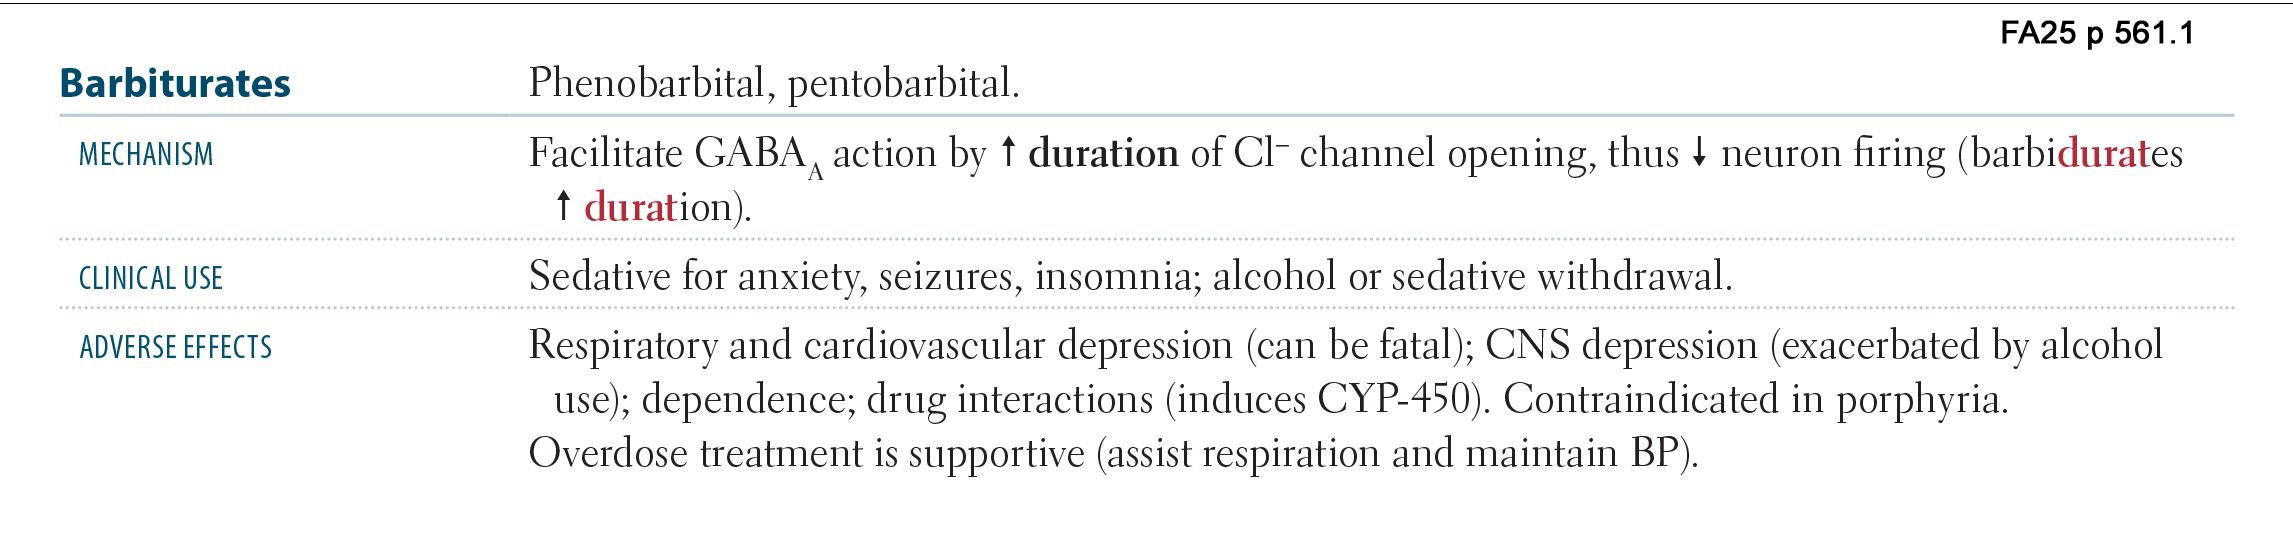 FA25 p 561.1
Barbiturates Phenobarbital, pentobarbital.
MECHANISM Facilitate GABA_A action by ↑ duration of Cl⁻ channel opening, thus ↓ neuron firing (barbidurates
↑ duration).
CLINICAL USE Sedative for anxiety, seizures, insomnia; alcohol or sedative withdrawal.
ADVERSE EFFECTS Respiratory and cardiovascular depression (can be fatal); CNS depression (exacerbated by alcohol
use); dependence; drug interactions (induces CYP-450). Contraindicated in porphyria.
Overdose treatment is supportive (assist respiration and maintain BP).